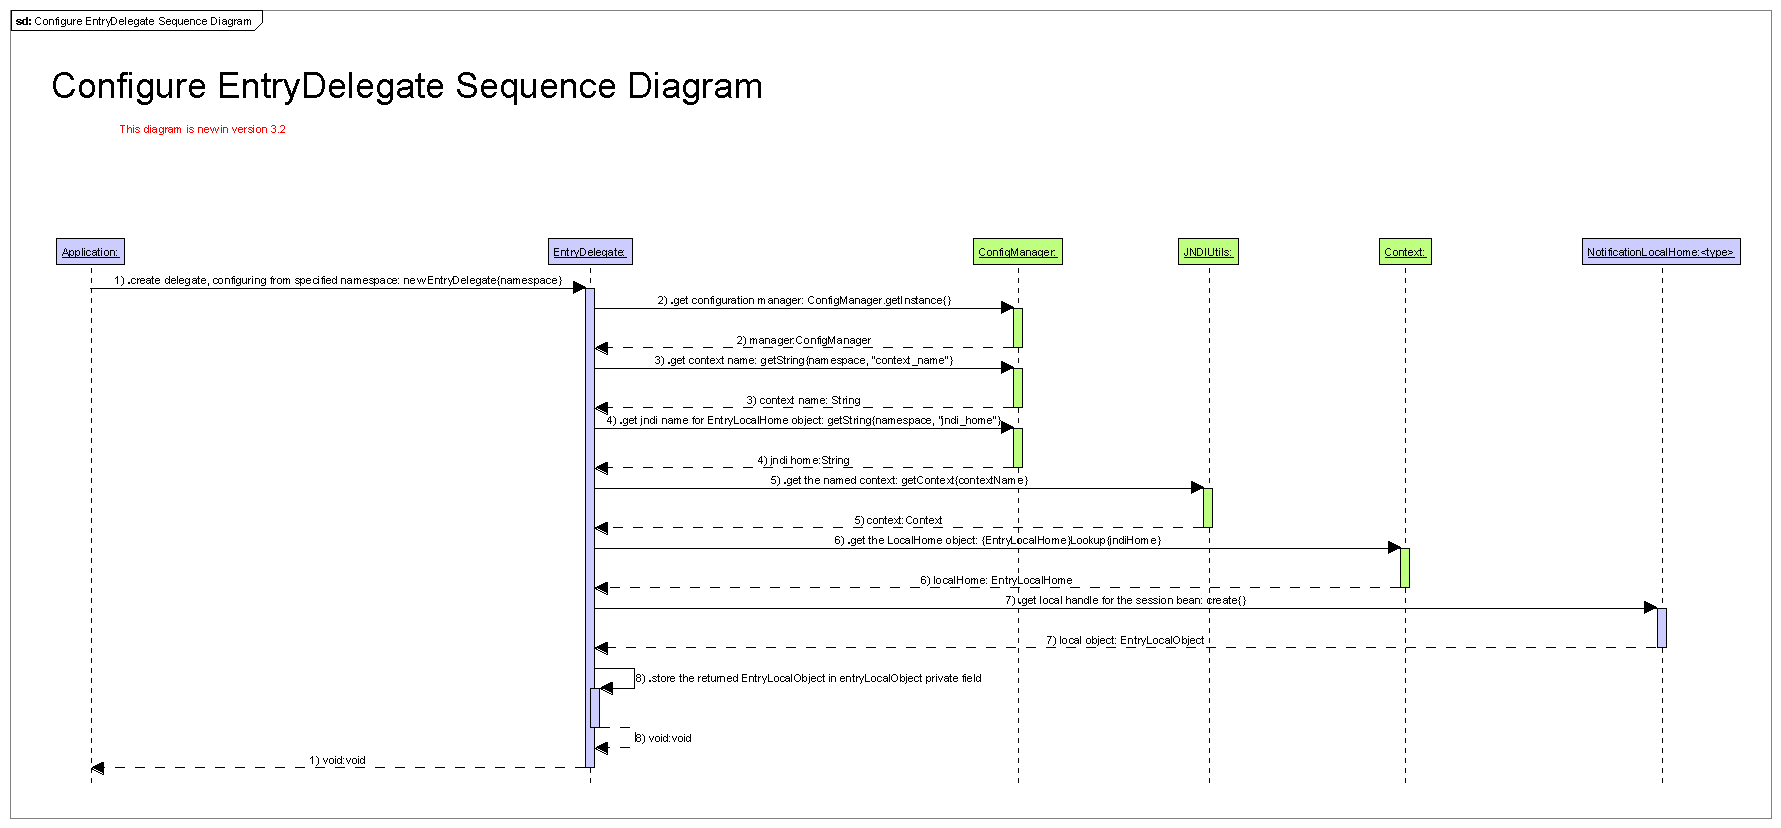 sd: Configure EntryDelegate Sequence Diagram
Configure EntryDelegate Sequence Diagram
This diagram is new in version 3.2
Application:
EntryDelegate:
ConfigManager:
JNDIUtils:
Context:
NotificationLocalHome:<type>
1) .create delegate, configuring from specified namespace: new EntryDelegate{namespace}
2) .get configuration manager: ConfigManager.getInstance{}
2) manager:ConfigManager
3) .get context name: getString{namespace, "context_name"}
3) context name: String
4) .get jndi name for EntryLocalHome object: getString{namespace, "jndi_home"}
4) jndi home:String
5) .get the named context: getContext{contextName}
5) context:Context
6) .get the LocalHome object: {EntryLocalHome}Lookup{jndiHome}
6) localHome: EntryLocalHome
7) .get local handle for the session bean: create{}
7) local object: EntryLocalObject
8) .store the returned EntryLocalObject in entryLocalObject private field
8) void:void
1) void:void